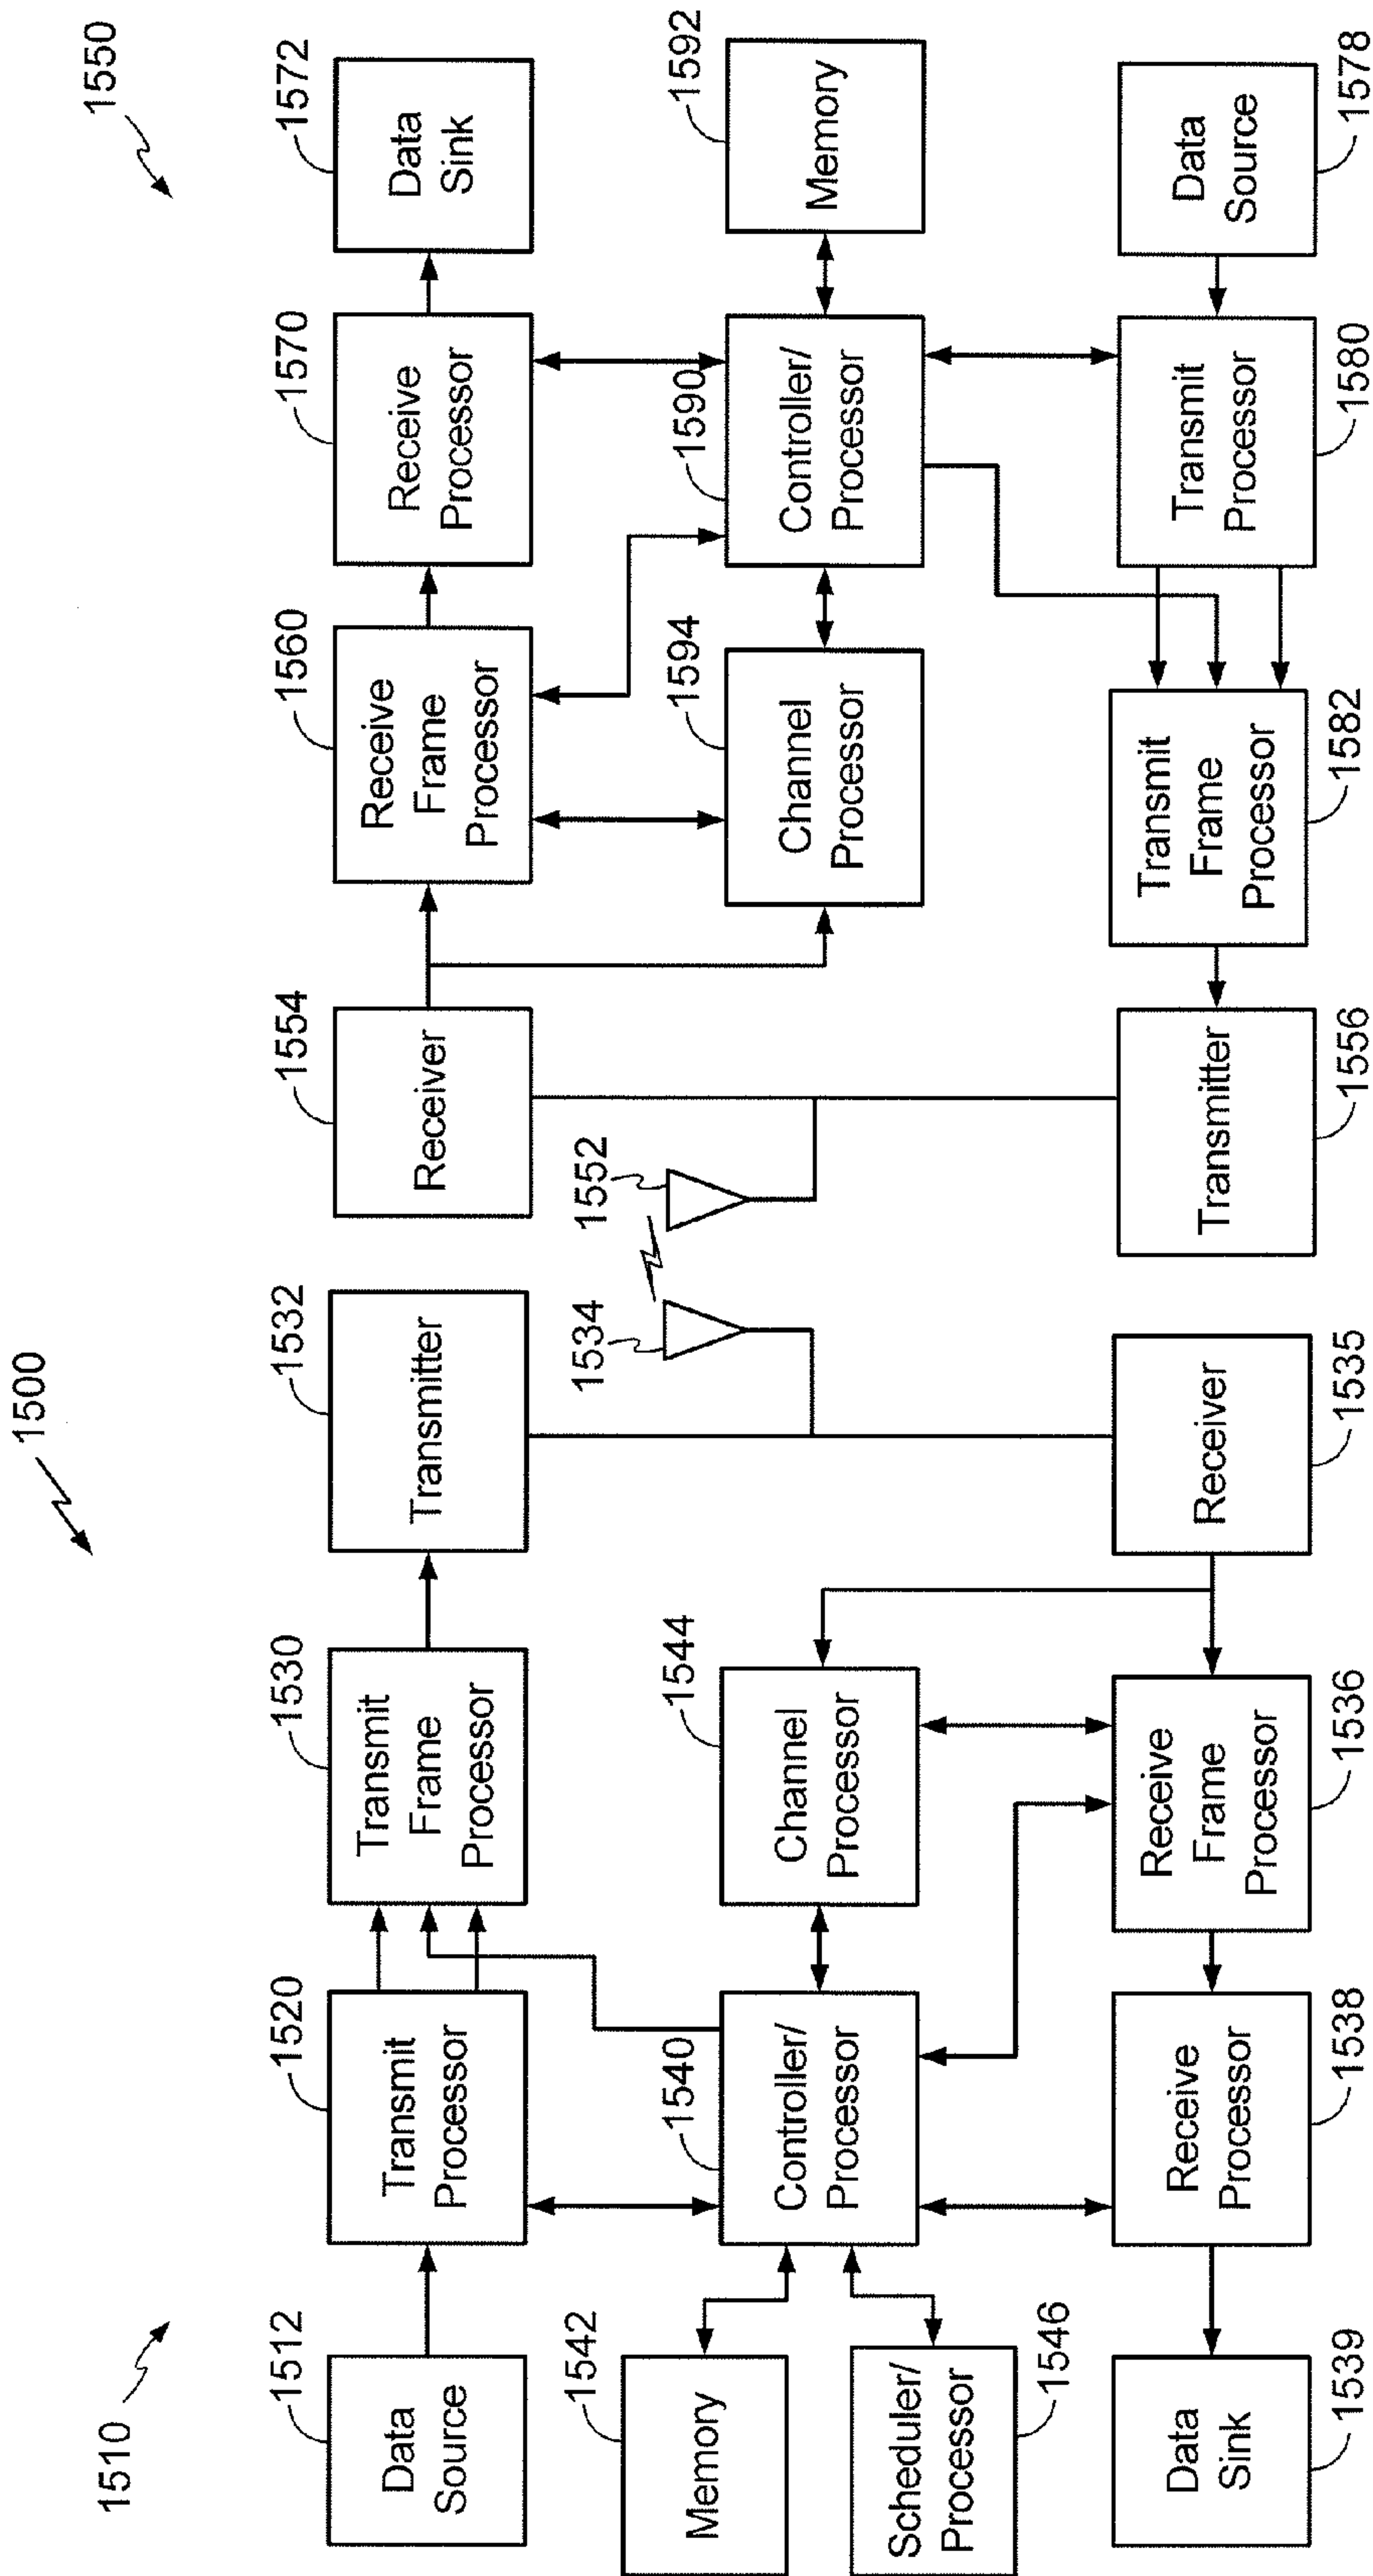 1500
1510
1550
1512
Data
Source
1520
Transmit
Processor
1530
Transmit
Frame
Processor
1532
Transmitter
1554
Receiver
1560
Receive
Frame
Processor
1570
Receive
Processor
1572
Data
Sink
1542
Memory
1540
Controller/
Processor
1544
Channel
Processor
1534
1552
1594
Channel
Processor
1590
Controller/
Processor
1592
Memory
Scheduler/
Processor
1546
Data
Sink
1539
Receive
Processor
1538
Receive
Frame
Processor
1536
Receiver
1535
Transmitter
1556
Transmit
Frame
Processor
1582
Transmit
Processor
1580
Data
Source
1578